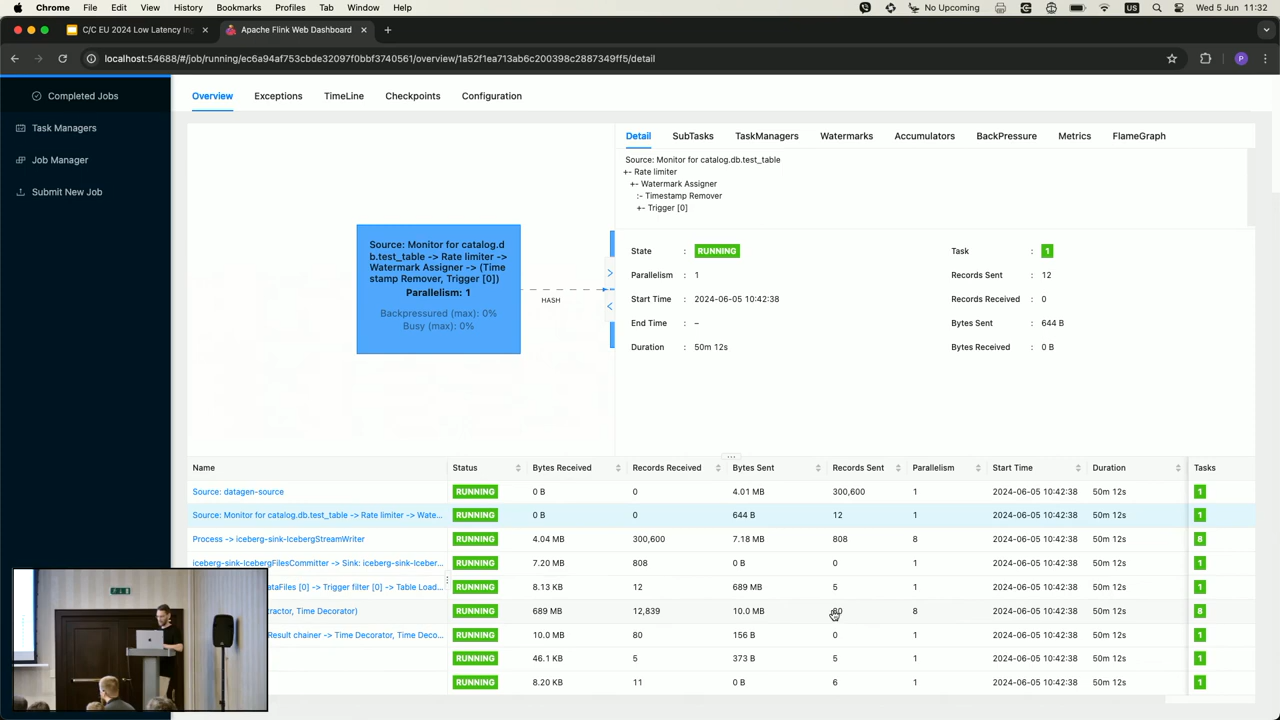 Chrome File Edit View History Bookmarks Profiles Tab Window Help No Upcoming US Wed 5 Jun 11:32
C/C EU 2024 Low Latency In Apache Flink Web Dashboard
localhost:54688/#/job/running/ec6a94af753cbde32097f0bbf3740561/overview/1a52f1ea713ab6c200398c2887349ff5/detail P
Completed Jobs
Task Managers
Job Manager
Submit New Job
Overview Exceptions TimeLine Checkpoints Configuration
Source: Monitor for catalog.d
b.test_table -> Rate limiter ->
Watermark Assigner -> (Time
stamp Remover, Trigger [0])
Parallelism: 1
Backpressured (max): 0%
Busy (max): 0%
HASH
Detail SubTasks TaskManagers Watermarks Accumulators BackPressure Metrics FlameGraph
Source: Monitor for catalog.db.test_table
+- Rate limiter
+- Watermark Assigner
:- Timestamp Remover
+- Trigger [0]
State : RUNNING Task : 1
Parallelism : 1 Records Sent : 12
Start Time : 2024-06-05 10:42:38 Records Received : 0
End Time : – Bytes Sent : 644 B
Duration : 50m 12s Bytes Received : 0 B
Name Status Bytes Received Records Received Bytes Sent Records Sent Parallelism Start Time Duration Tasks
Source: datagen-source RUNNING 0 B 0 4.01 MB 300,600 1 2024-06-05 10:42:38 50m 12s 1
Source: Monitor for catalog.db.test_table -> Rate limiter -> Wate... RUNNING 0 B 0 644 B 12 1 2024-06-05 10:42:38 50m 12s 1
Process -> iceberg-sink-IcebergStreamWriter RUNNING 4.04 MB 300,600 7.18 MB 808 8 2024-06-05 10:42:38 50m 12s 8
iceberg-sink-IcebergFilesCommitter -> Sink: iceberg-sink-Iceber... RUNNING 7.20 MB 808 0 B 0 1 2024-06-05 10:42:38 50m 12s 1
ataFiles [0] -> Trigger filter [0] -> Table Load... RUNNING 8.13 KB 12 689 MB 5 1 2024-06-05 10:42:38 50m 12s 1
ractor, Time Decorator) RUNNING 689 MB 12,839 10.0 MB 80 8 2024-06-05 10:42:38 50m 12s 8
Result chainer -> Time Decorator, Time Deco... RUNNING 10.0 MB 80 156 B 0 1 2024-06-05 10:42:38 50m 12s 1
RUNNING 46.1 KB 5 373 B 5 1 2024-06-05 10:42:38 50m 12s 1
RUNNING 8.20 KB 11 0 B 6 1 2024-06-05 10:42:38 50m 12s 1